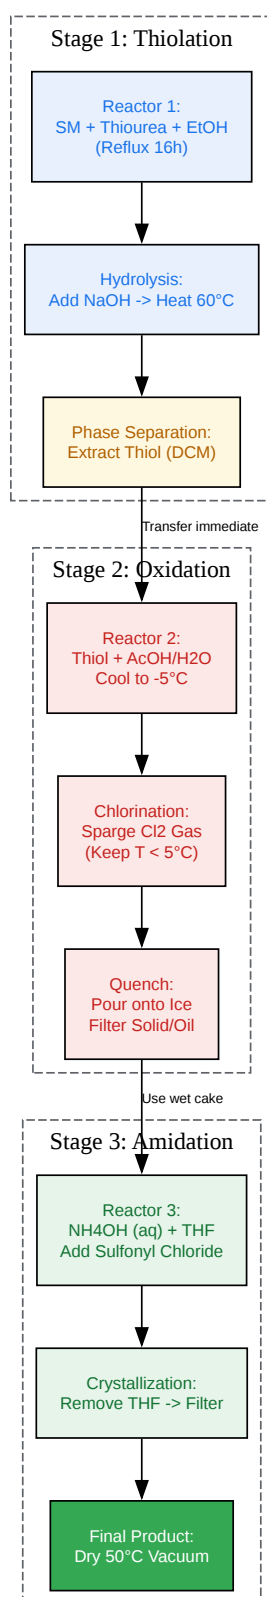 Stage 1: Thiolation
Reactor 1:
SM + Thiourea + EtOH
(Reflux 16h)
Hydrolysis:
Add NaOH -> Heat 60°C
Phase Separation:
Extract Thiol (DCM)
Transfer immediate
Stage 2: Oxidation
Reactor 2:
Thiol + AcOH/H2O
Cool to -5°C
Chlorination:
Sparge Cl2 Gas
(Keep T < 5°C)
Quench:
Pour onto Ice
Filter Solid/Oil
Use wet cake
Stage 3: Amidation
Reactor 3:
NH4OH (aq) + THF
Add Sulfonyl Chloride
Crystallization:
Remove THF -> Filter
Final Product:
Dry 50°C Vacuum